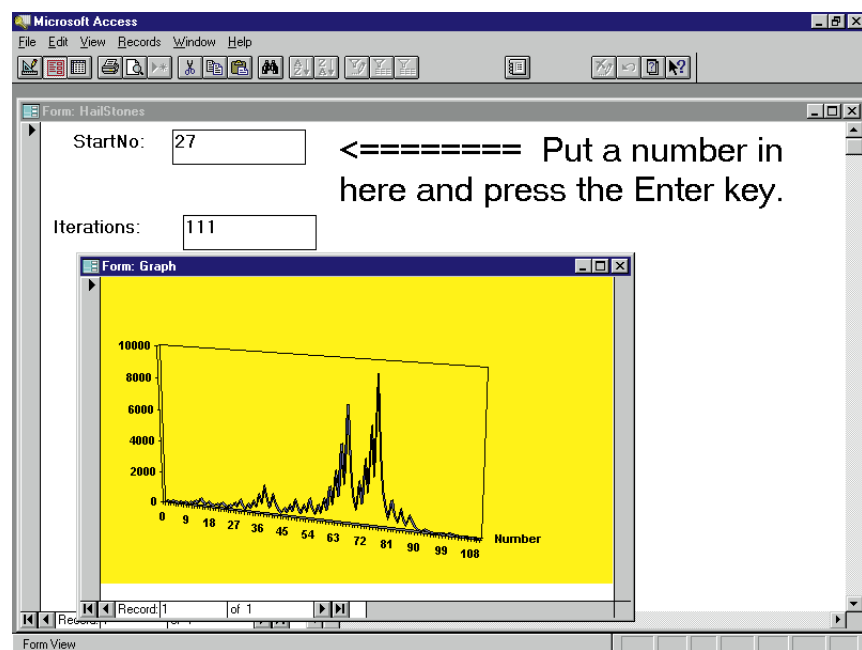 Microsoft Access
File Edit View Records Window Help
Form: HailStones
StartNo: 27
<======== Put a number in
here and press the Enter key.
Iterations: 111
Form: Graph
10000
8000
6000
4000
2000
0
0 9 18 27 36 45 54 63 72 81 90 99 108
Number
Record: 1 of 1
Form View